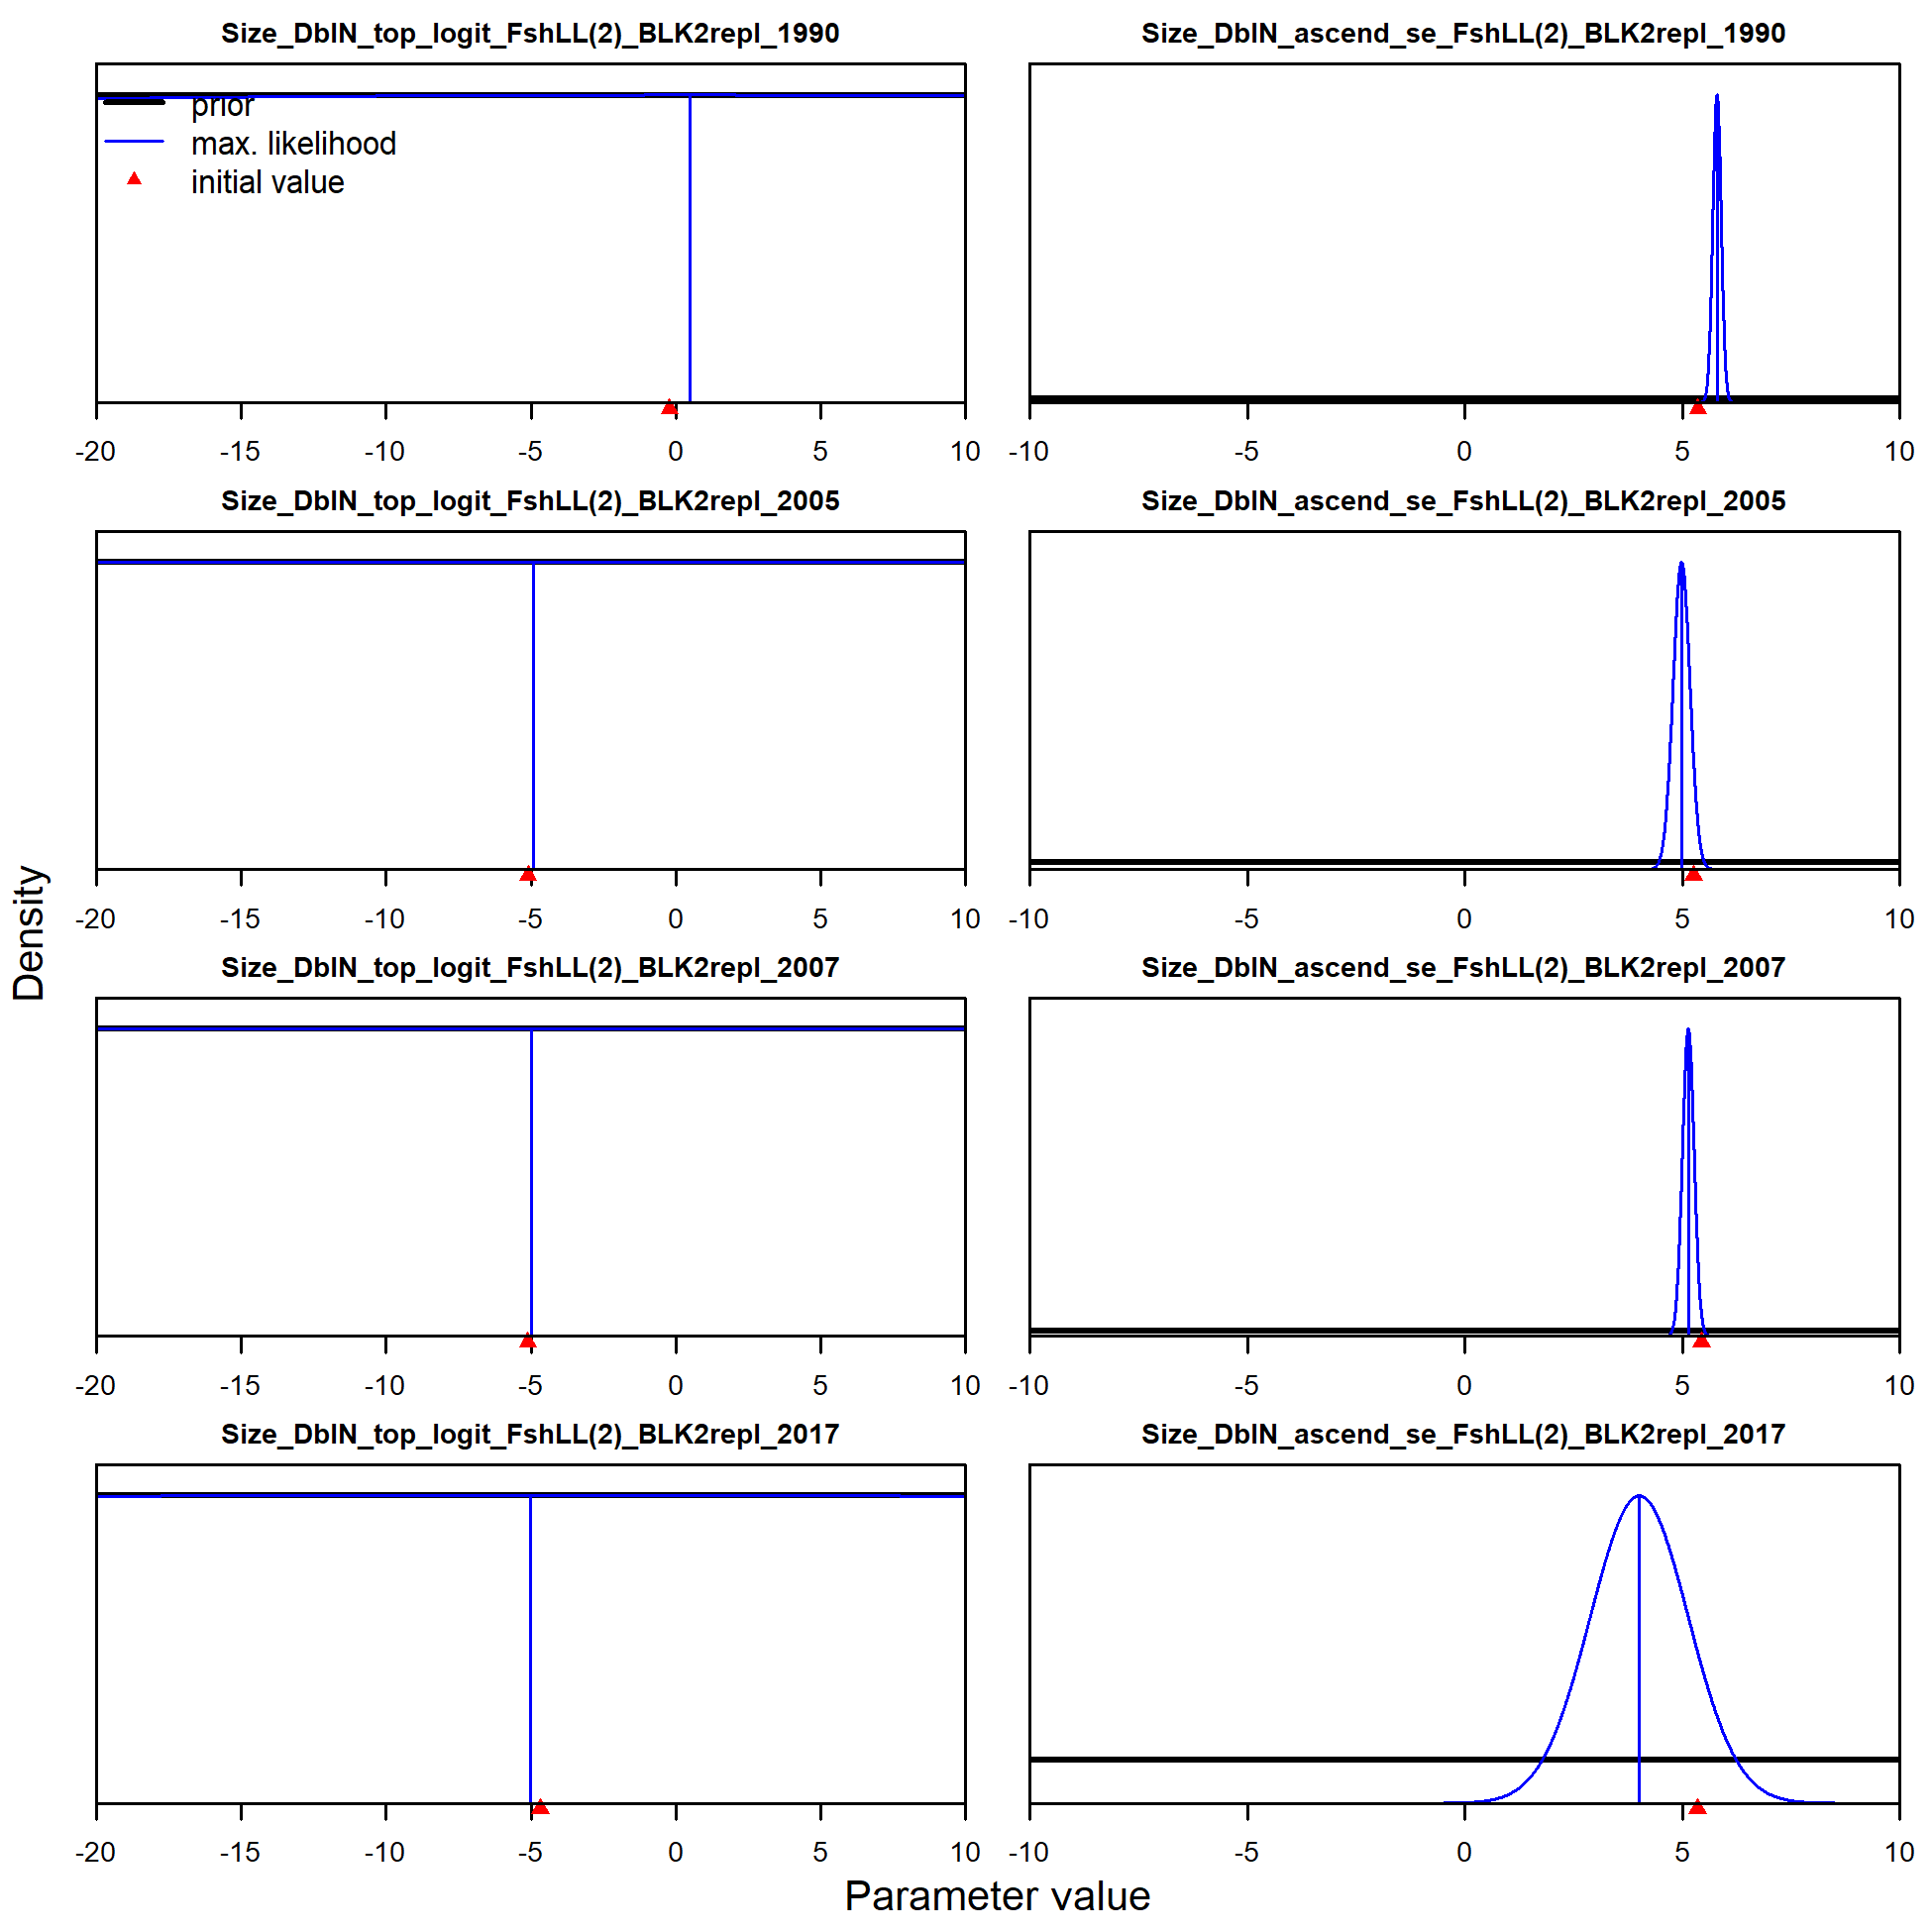 Size_DblN_top_logit_FshLL(2)_BLK2repl_1990
prior
max. likelihood
initial value
-20 -15 -10 -5 0 5 10
Size_DblN_ascend_se_FshLL(2)_BLK2repl_1990
-10 -5 0 5 10
Size_DblN_top_logit_FshLL(2)_BLK2repl_2005
-20 -15 -10 -5 0 5 10
Size_DblN_ascend_se_FshLL(2)_BLK2repl_2005
-10 -5 0 5 10
Size_DblN_top_logit_FshLL(2)_BLK2repl_2007
-20 -15 -10 -5 0 5 10
Size_DblN_ascend_se_FshLL(2)_BLK2repl_2007
-10 -5 0 5 10
Size_DblN_top_logit_FshLL(2)_BLK2repl_2017
-20 -15 -10 -5 0 5 10
Size_DblN_ascend_se_FshLL(2)_BLK2repl_2017
-10 -5 0 5 10
Density
Parameter value